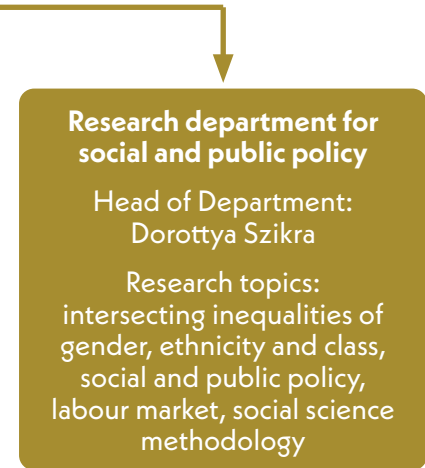 Research department for
social and public policy
Head of Department:
Dorottya Szikra
Research topics:
intersecting inequalities of
gender, ethnicity and class,
social and public policy,
labour market, social science
methodology